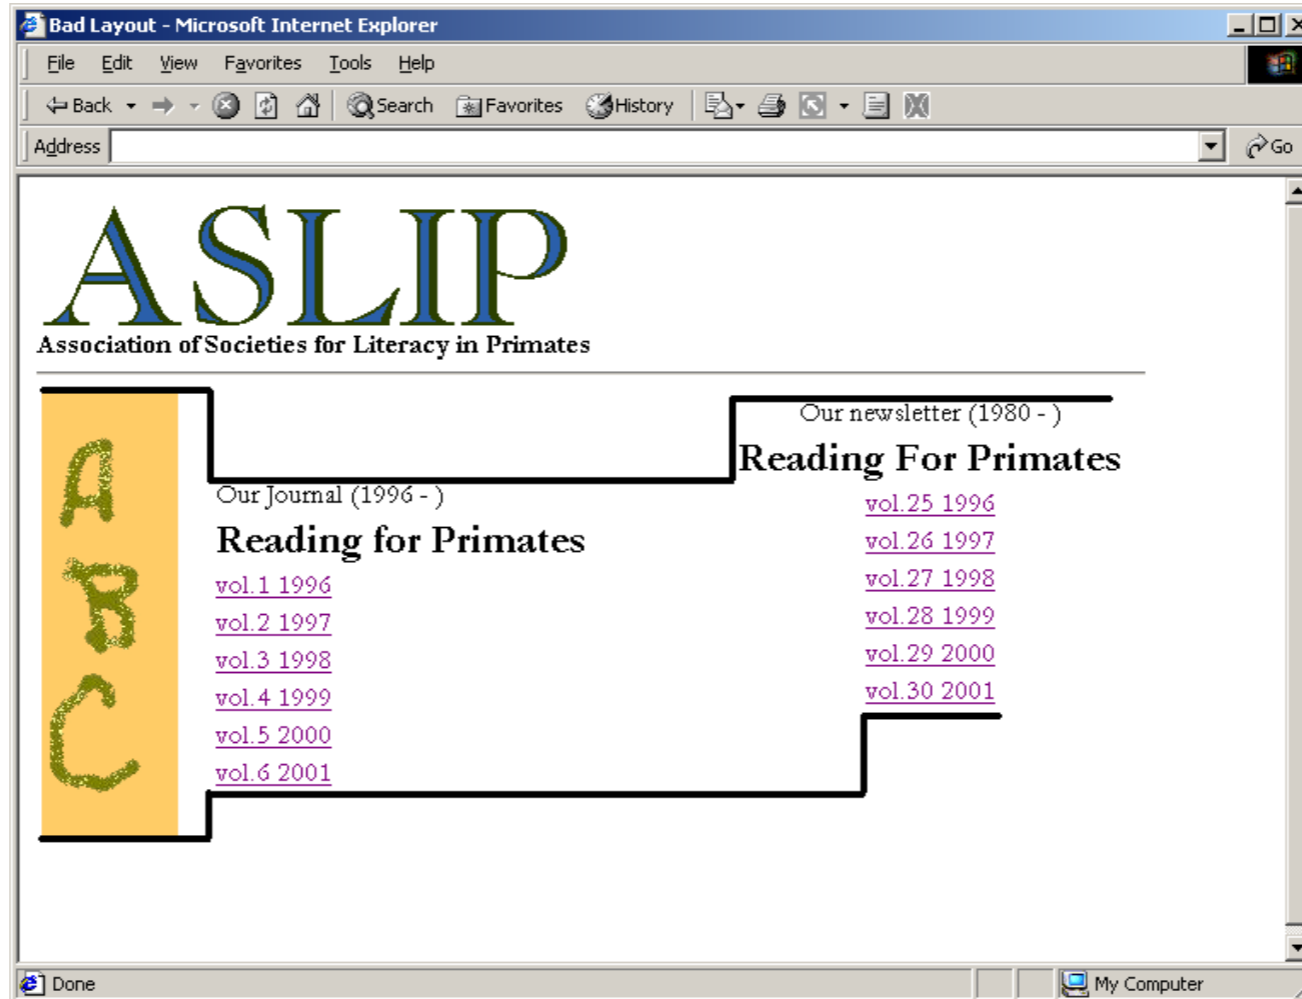 Bad Layout - Microsoft Internet Explorer
File Edit View Favorites Tools Help
Back Search Favorites History
Address Go
ASLIP
Association of Societies for Literacy in Primates
A
B
C
Our Journal (1996 - )
Reading for Primates
vol.1 1996
vol.2 1997
vol.3 1998
vol.4 1999
vol.5 2000
vol.6 2001
Our newsletter (1980 - )
Reading For Primates
vol.25 1996
vol.26 1997
vol.27 1998
vol.28 1999
vol.29 2000
vol.30 2001
Done My Computer